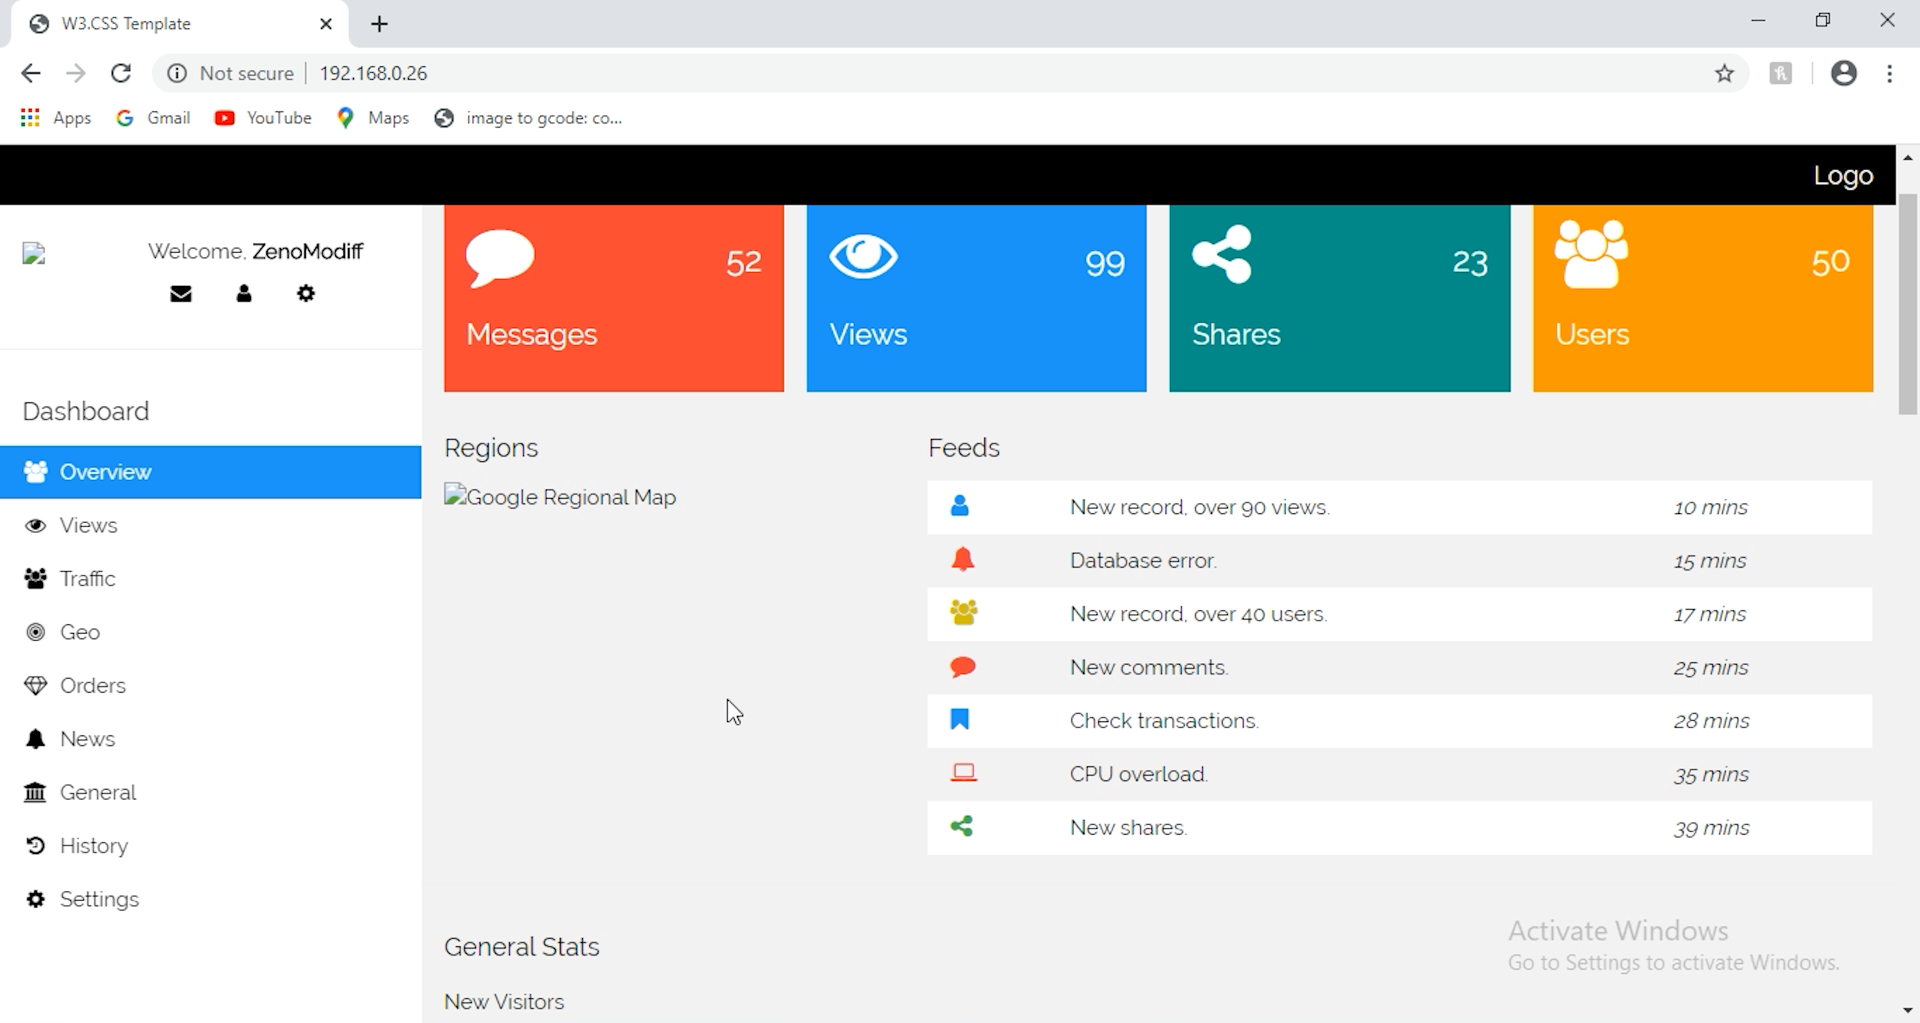 W3.CSS Template
Not secure 192.168.0.26
Apps Gmail YouTube Maps image to gcode: co...
Logo
Welcome, ZenoModiff
Dashboard
Overview
Views
Traffic
Geo
Orders
News
General
History
Settings
52
Messages
99
Views
23
Shares
50
Users
Regions
Google Regional Map
Feeds
New record, over 90 views. 10 mins
Database error. 15 mins
New record, over 40 users. 17 mins
New comments. 25 mins
Check transactions. 28 mins
CPU overload. 35 mins
New shares. 39 mins
General Stats
New Visitors
Activate Windows
Go to Settings to activate Windows.